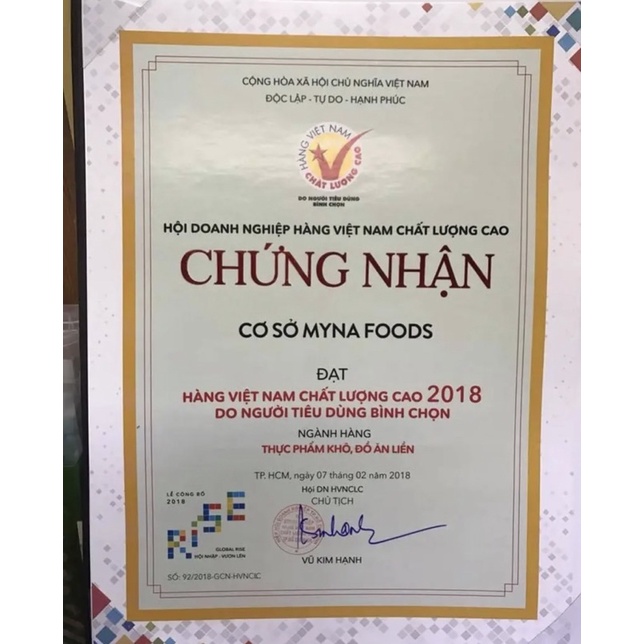 CỘNG HÒA XÃ HỘI CHỦ NGHĨA VIỆT NAM
ĐỘC LẬP - TỰ DO - HẠNH PHÚC
HÀNG VIỆT NAM
CHẤT LƯỢNG CAO
DO NGƯỜI TIÊU DÙNG
BÌNH CHỌN
HỘI DOANH NGHIỆP HÀNG VIỆT NAM CHẤT LƯỢNG CAO
CHỨNG NHẬN
CƠ SỞ MYNA FOODS
ĐẠT
HÀNG VIỆT NAM CHẤT LƯỢNG CAO 2018
DO NGƯỜI TIÊU DÙNG BÌNH CHỌN
NGÀNH HÀNG
THỰC PHẨM KHÔ, ĐỒ ĂN LIỀN
TP. HCM, ngày 07 tháng 02 năm 2018
Hội DN HVNCLC
CHỦ TỊCH
VŨ KIM HẠNH
LỄ CÔNG BỐ
2018
RISE
GLOBAL RISE
HỘI NHẬP - VƯƠN LÊN
SỐ: 92/2018-GCN-HVNCLC